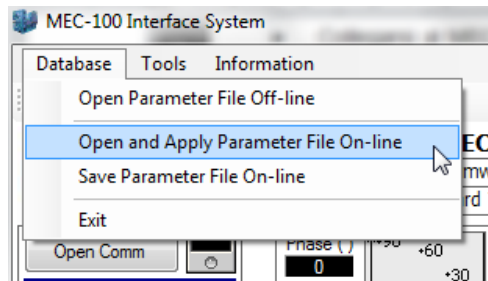 MEC-100 Interface System
Database Tools Information
Open Parameter File Off-line
Open and Apply Parameter File On-line
Save Parameter File On-line
Exit
Open Comm
Phase ( )
0
+90
+60
+30